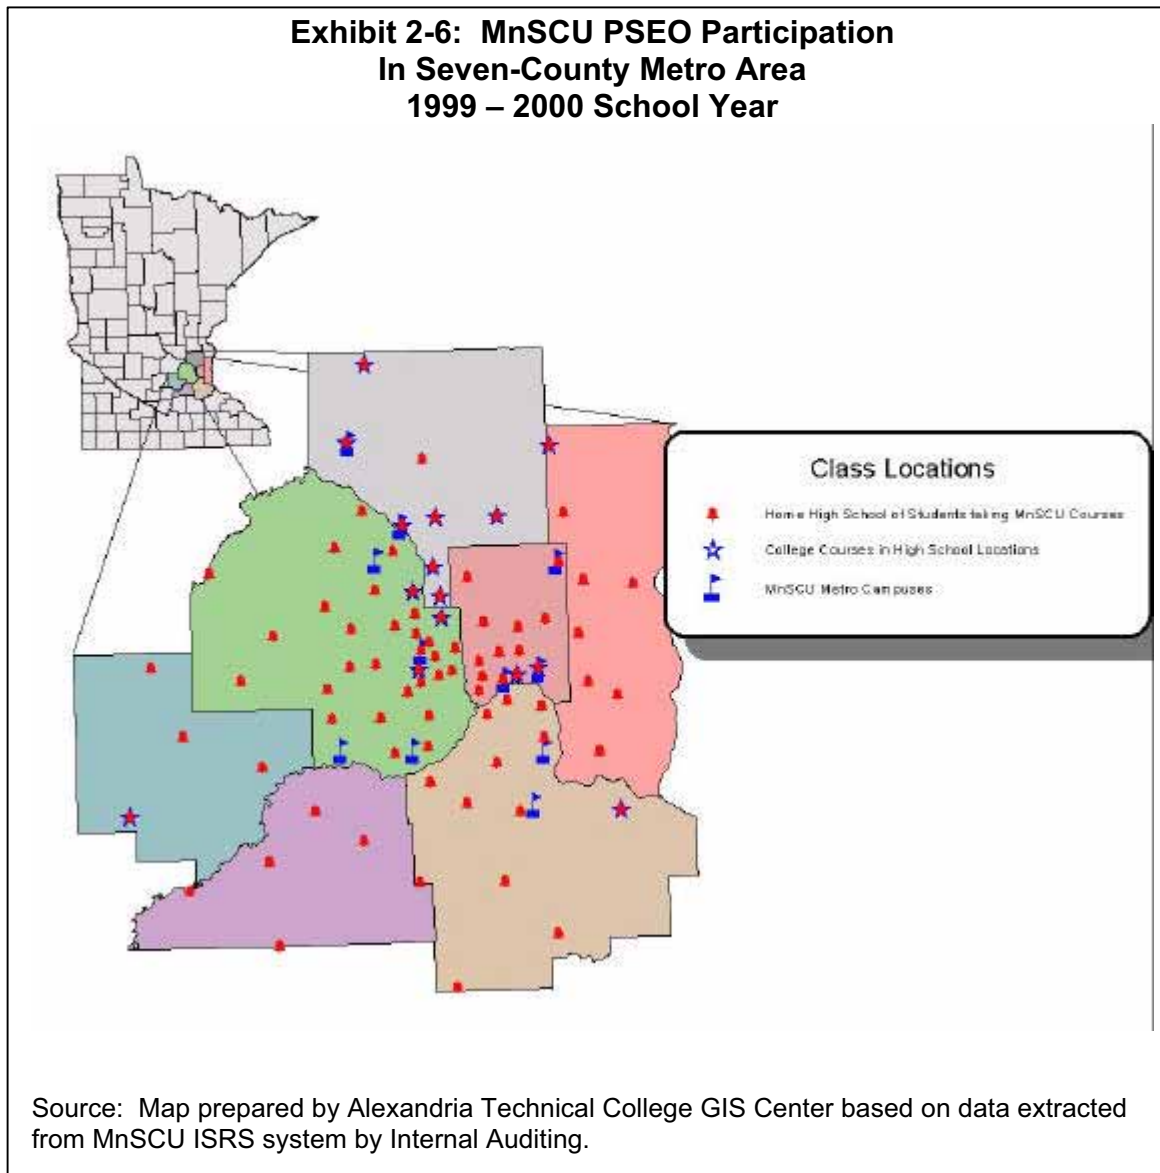 Exhibit 2-6: MnSCU PSEO Participation
In Seven-County Metro Area
1999 – 2000 School Year
Class Locations
Home High School of Students taking MnSCU Courses
College Courses in High School Locations
MnSCU Metro Campuses
Source: Map prepared by Alexandria Technical College GIS Center based on data extracted
from MnSCU ISRS system by Internal Auditing.